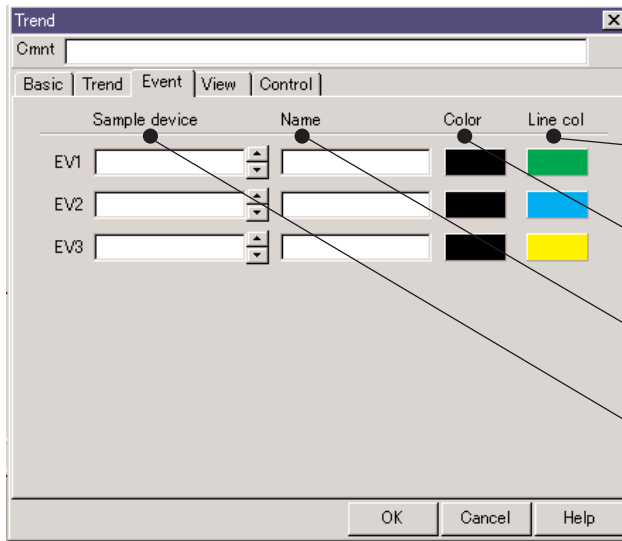 Trend
Cmnt
Basic Trend Event View Control
Sample device Name Color Line col
EV1
EV2
EV3
OK Cancel Help